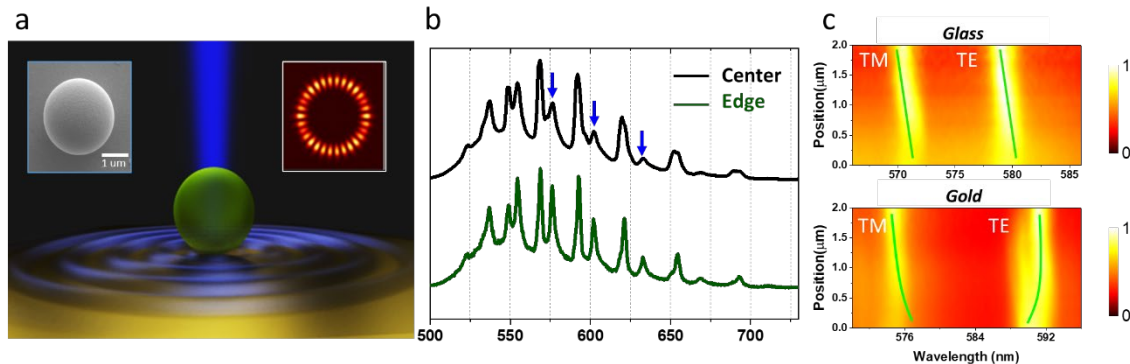 a
1 um
b
Center
Edge
500 550 600 650 700
c
Glass
TM TE
Position(µm)
2.0
1.5
1.0
0.5
0.0
570 575 580 585
1
0
Gold
TM TE
Position(µm)
2.0
1.5
1.0
0.5
0.0
576 584 592
Wavelength (nm)
1
0